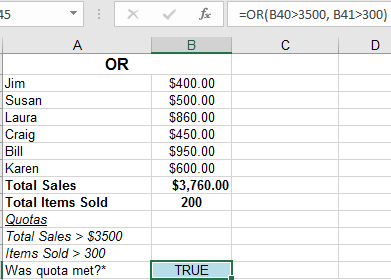 45 fx =OR(B40>3500, B41>300)
A B C D
OR
Jim $400.00
Susan $500.00
Laura $860.00
Craig $450.00
Bill $950.00
Karen $600.00
Total Sales $3,760.00
Total Items Sold 200
Quotas
Total Sales > $3500
Items Sold > 300
Was quota met?* TRUE